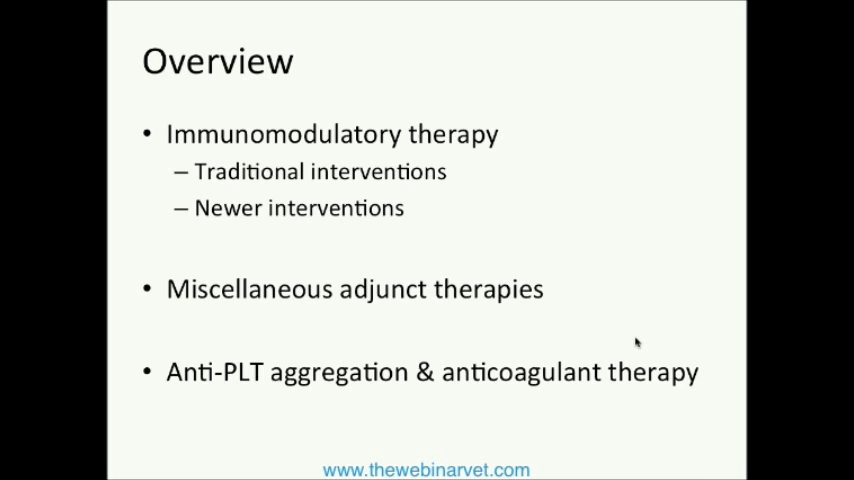 Overview
• Immunomodulatory therapy
– Traditional interventions
– Newer interventions
• Miscellaneous adjunct therapies
• Anti-PLT aggregation & anticoagulant therapy
www.thewebinarvet.com